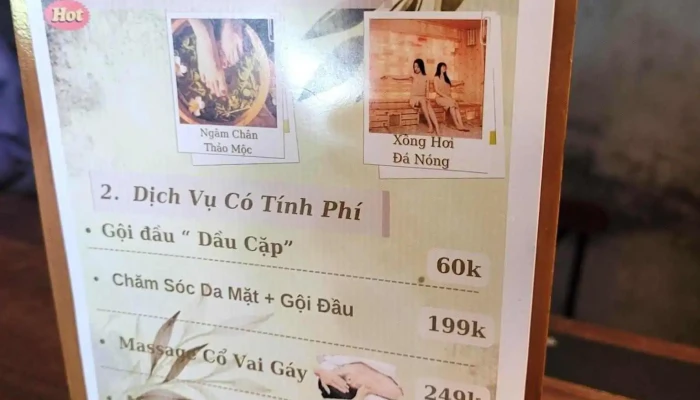 Hot
Ngâm Chân
Thảo Mộc
Xông Hơi
Đá Nóng
2. Dịch Vụ Có Tính Phí
• Gội đầu “ Dầu Cặp” 60k
• Chăm Sóc Da Mặt + Gội Đầu 199k
• Massage Cổ Vai Gáy 249k